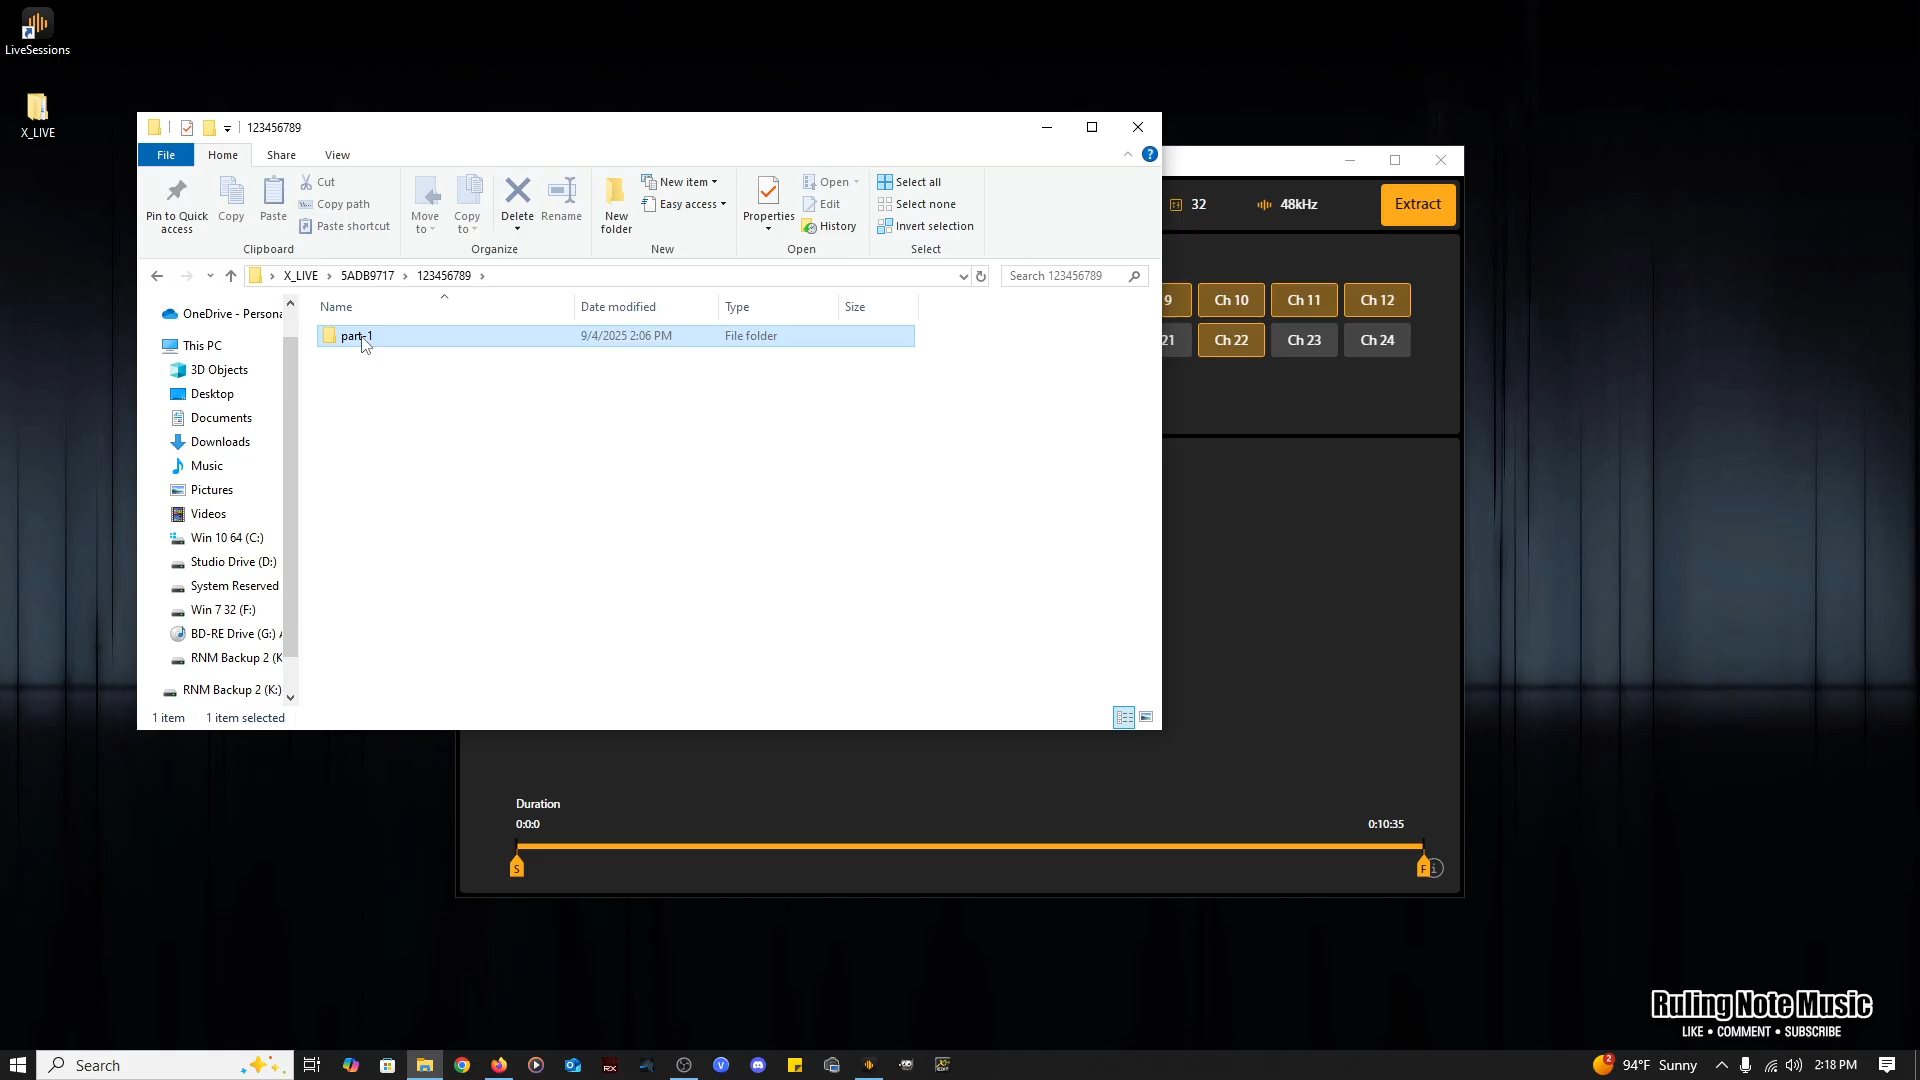 LiveSessions
X_LIVE
123456789
File
Home
Share
View
Pin to Quick access
Copy
Paste
Cut
Copy path
Paste shortcut
Clipboard
Move to
Copy to
Delete
Rename
Organize
New folder
New item
Easy access
New
Properties
Open
Edit
History
Open
Select all
Select none
Invert selection
Select
X_LIVE
5ADB9717
123456789
Search 123456789
Name
Date modified
Type
Size
part-1
9/4/2025 2:06 PM
File folder
OneDrive - Persona
This PC
3D Objects
Desktop
Documents
Downloads
Music
Pictures
Videos
Win 10 64 (C:)
Studio Drive (D:)
System Reserved
Win 7 32 (F:)
BD-RE Drive (G:)
RNM Backup 2 (K
RNM Backup 2 (K:)
1 item
1 item selected
32
48kHz
Extract
9
Ch 10
Ch 11
Ch 12
21
Ch 22
Ch 23
Ch 24
Duration
0:0:0
0:10:35
S
F
i
Ruling Note Music
LIKE • COMMENT • SUBSCRIBE
Search
RX
V
2
94°F Sunny
2:18 PM